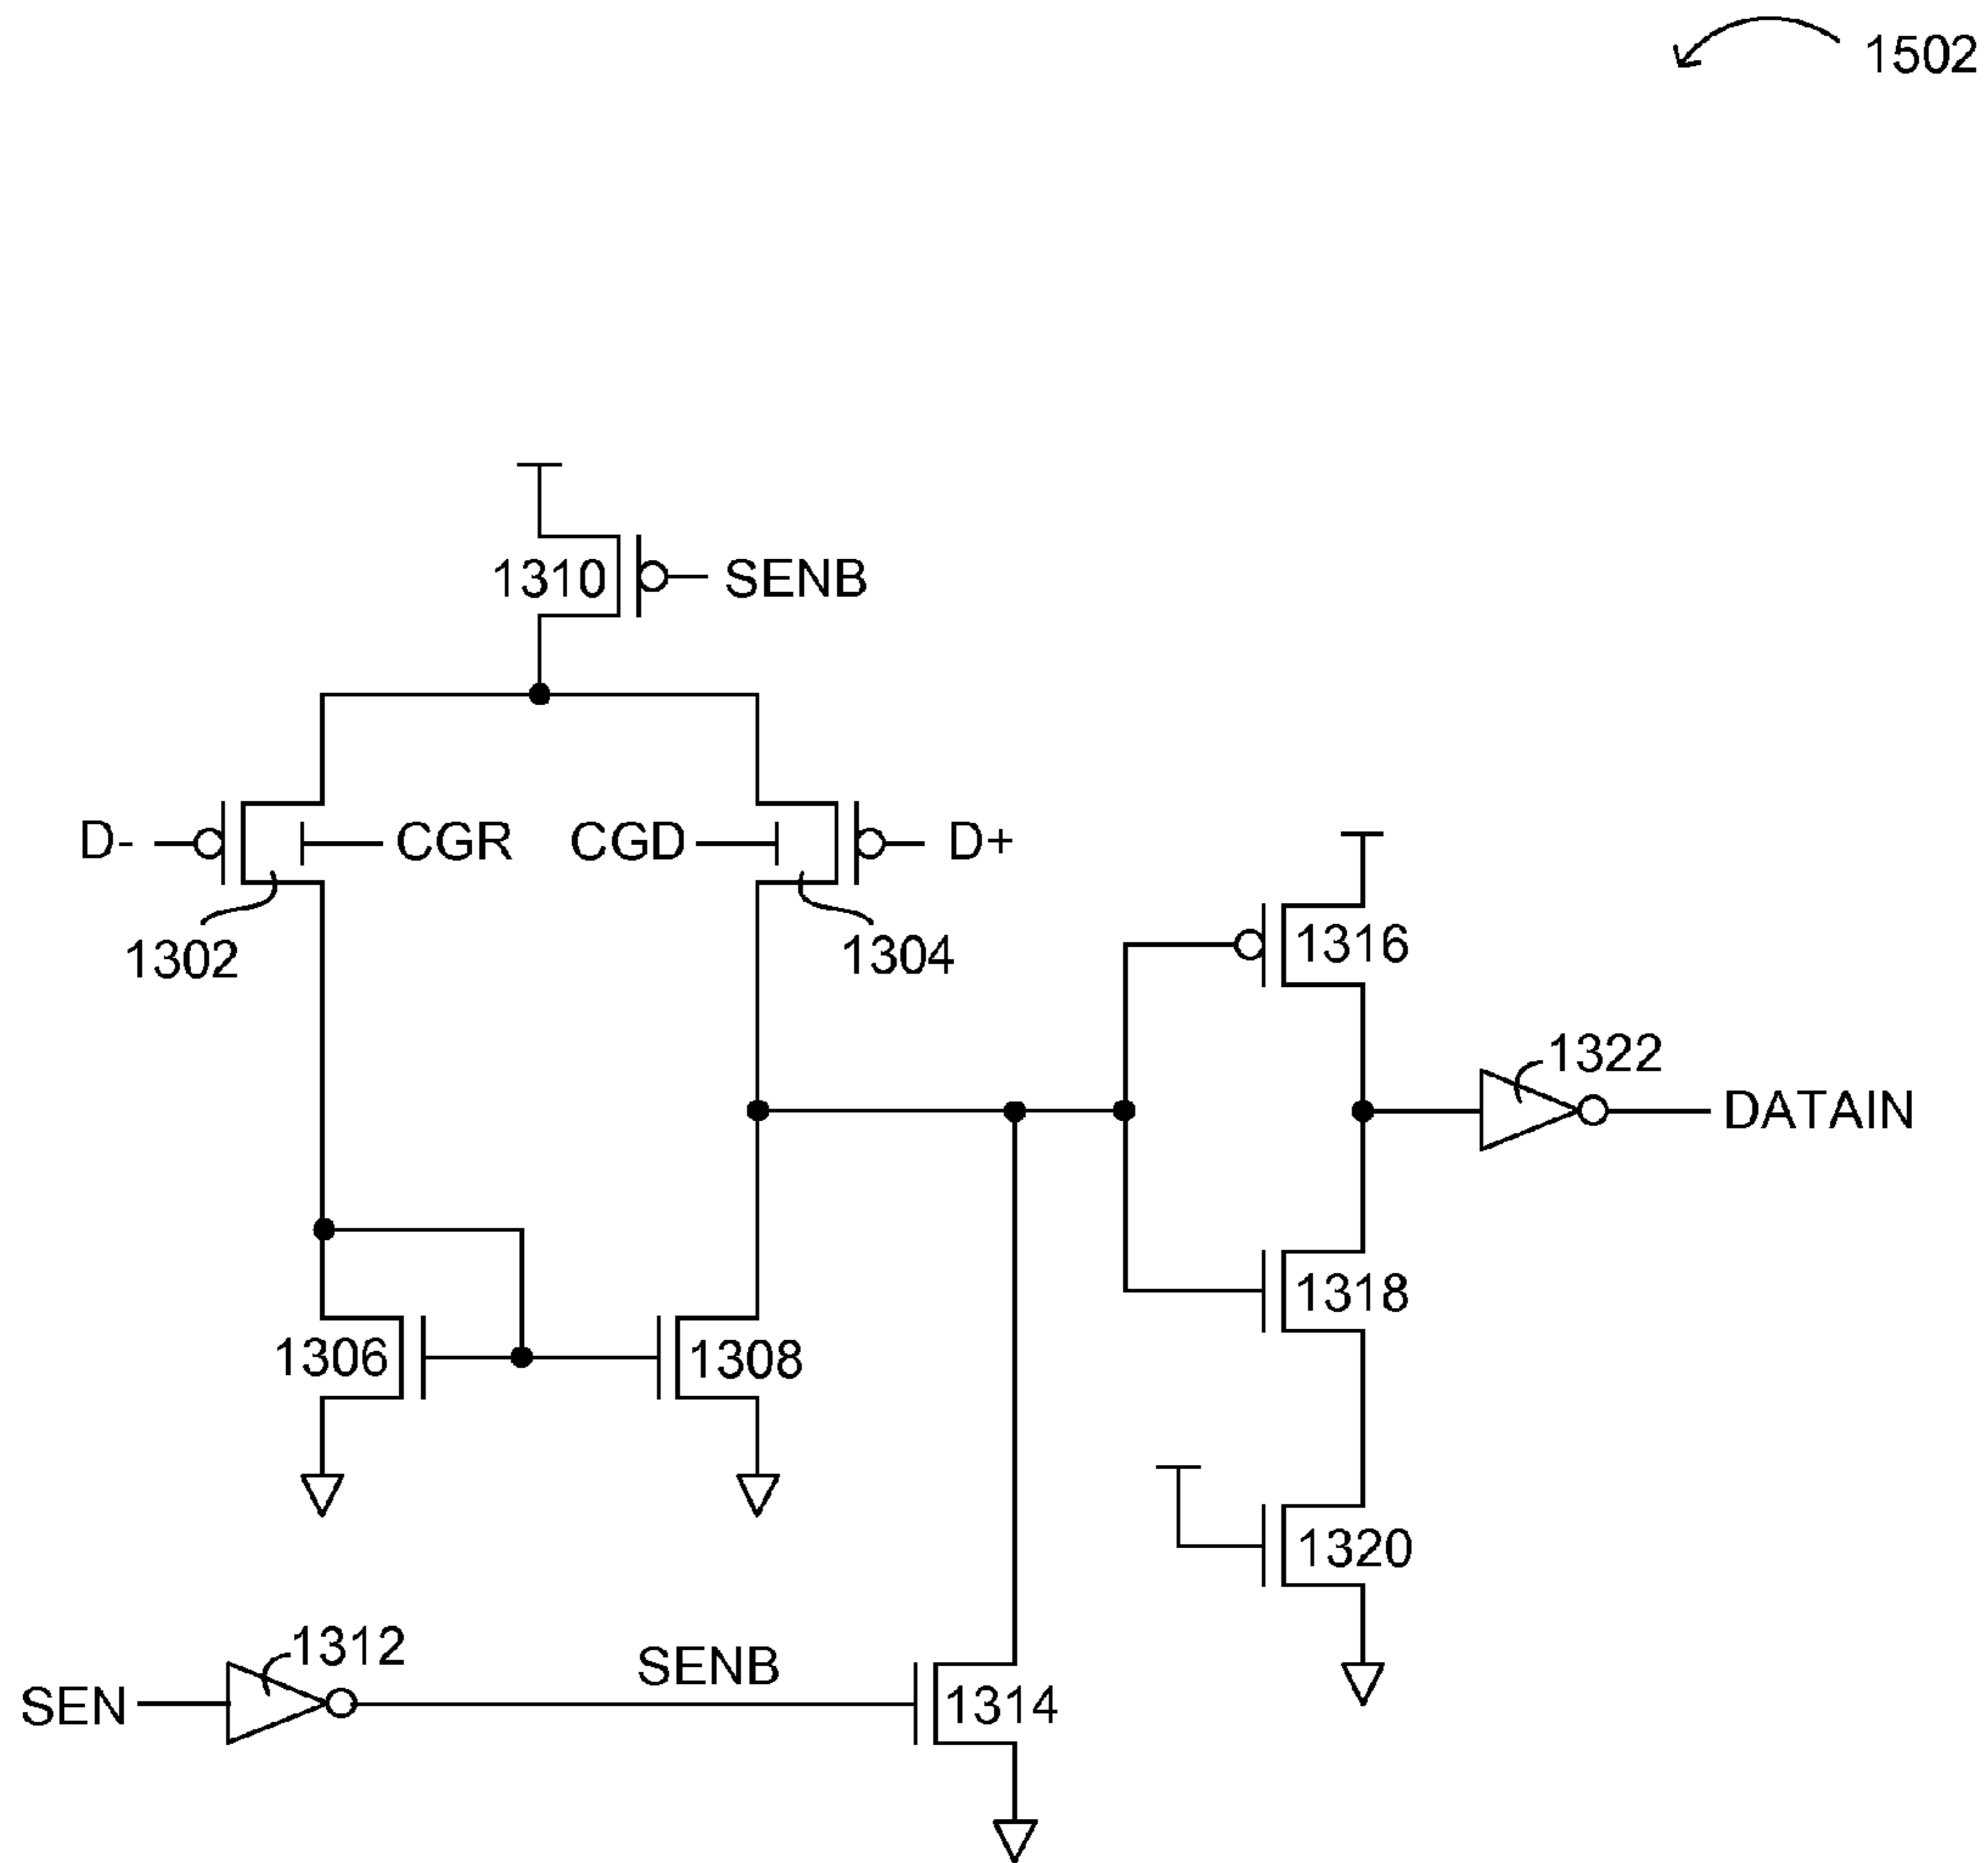 1502
1310 SENB
D- CGR CGD D+
1302 1304
1316
1322
DATAIN
1318
1306 1308
1320
1312
SENB
SEN
1314